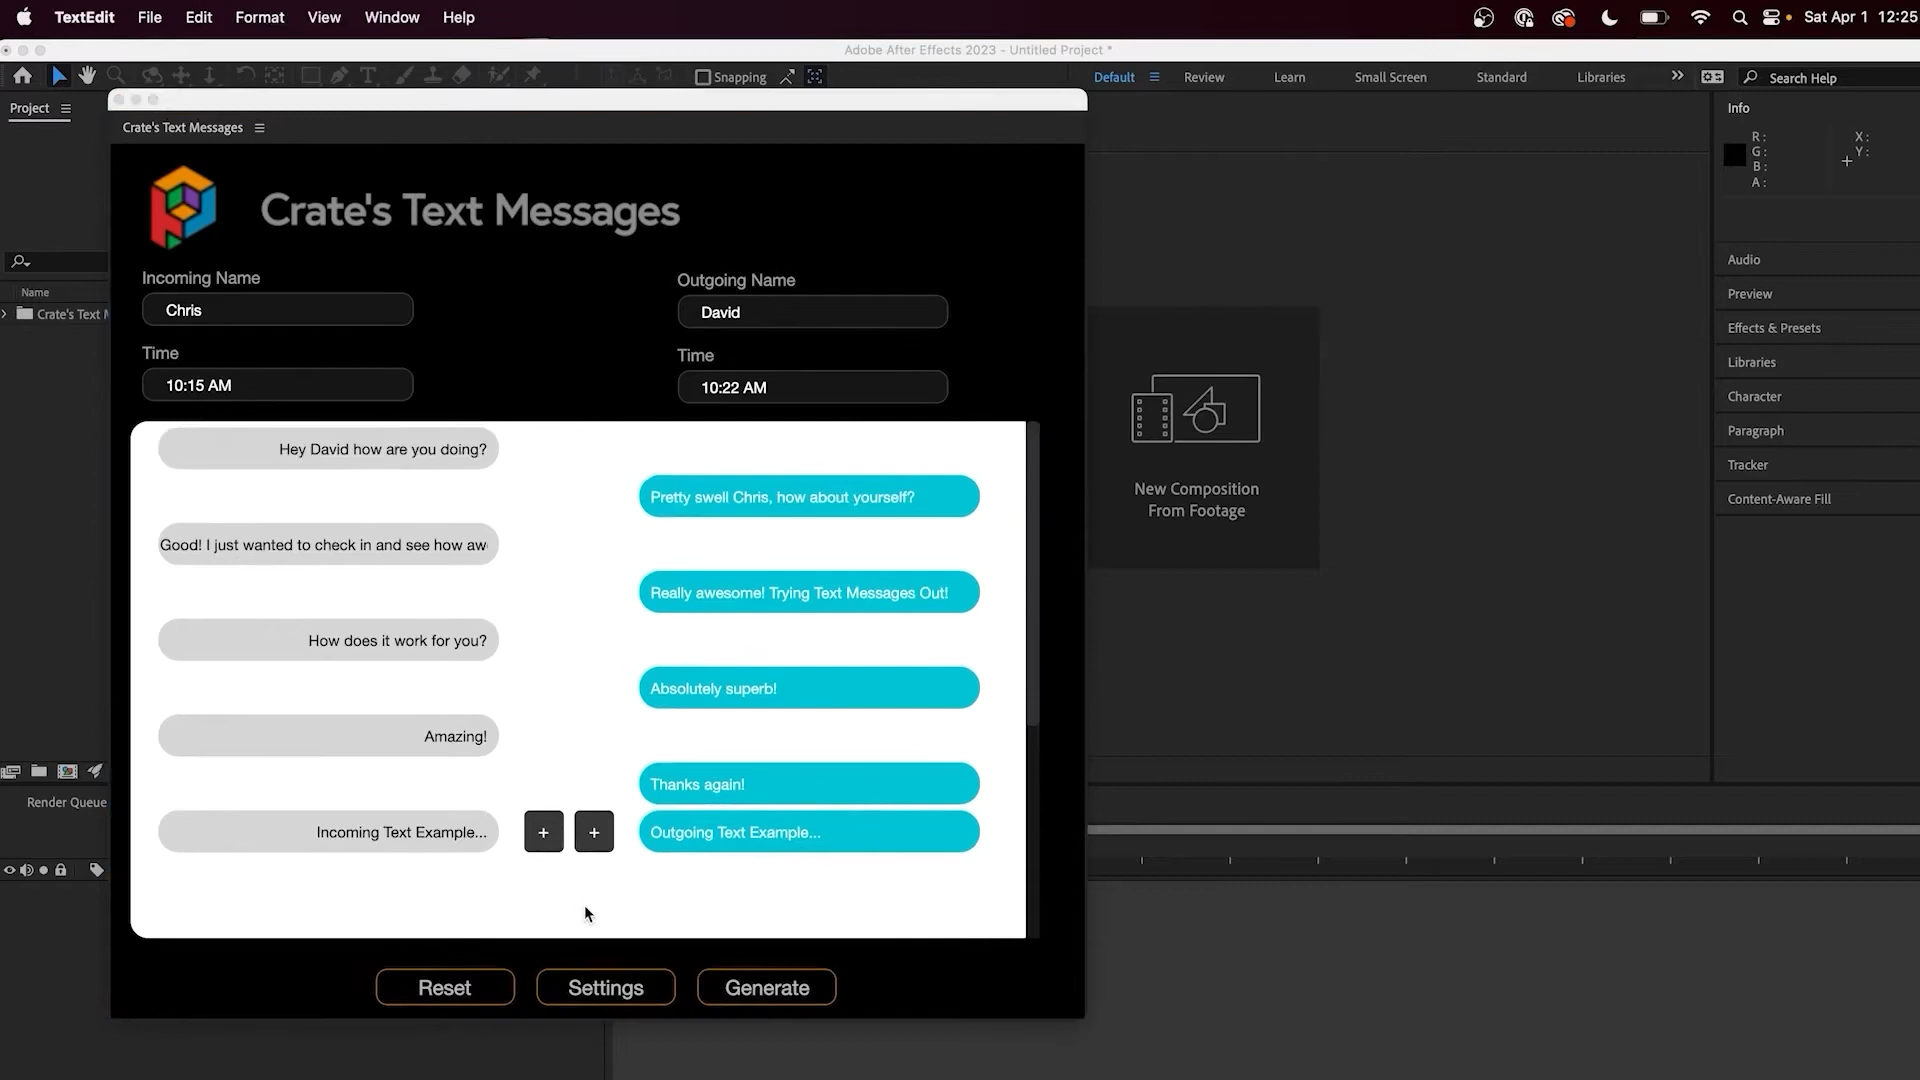 TextEdit File Edit Format View Window Help
Sat Apr 1 12:25
Adobe After Effects 2023 - Untitled Project *
Snapping
Default Review Learn Small Screen Standard Libraries
Search Help
Project
Crate's Text Messages
Info
R:
G:
B:
A:
X:
Y:
Crate's Text Messages
Incoming Name
Outgoing Name
Chris
David
Time
Time
10:15 AM
10:22 AM
Name
Crate's Text M
Audio
Preview
Effects & Presets
Libraries
Character
Paragraph
Tracker
Content-Aware Fill
New Composition
From Footage
Hey David how are you doing?
Pretty swell Chris, how about yourself?
Good! I just wanted to check in and see how aw
Really awesome! Trying Text Messages Out!
How does it work for you?
Absolutely superb!
Amazing!
Thanks again!
Incoming Text Example...
+ +
Outgoing Text Example...
Render Queue
Reset Settings Generate